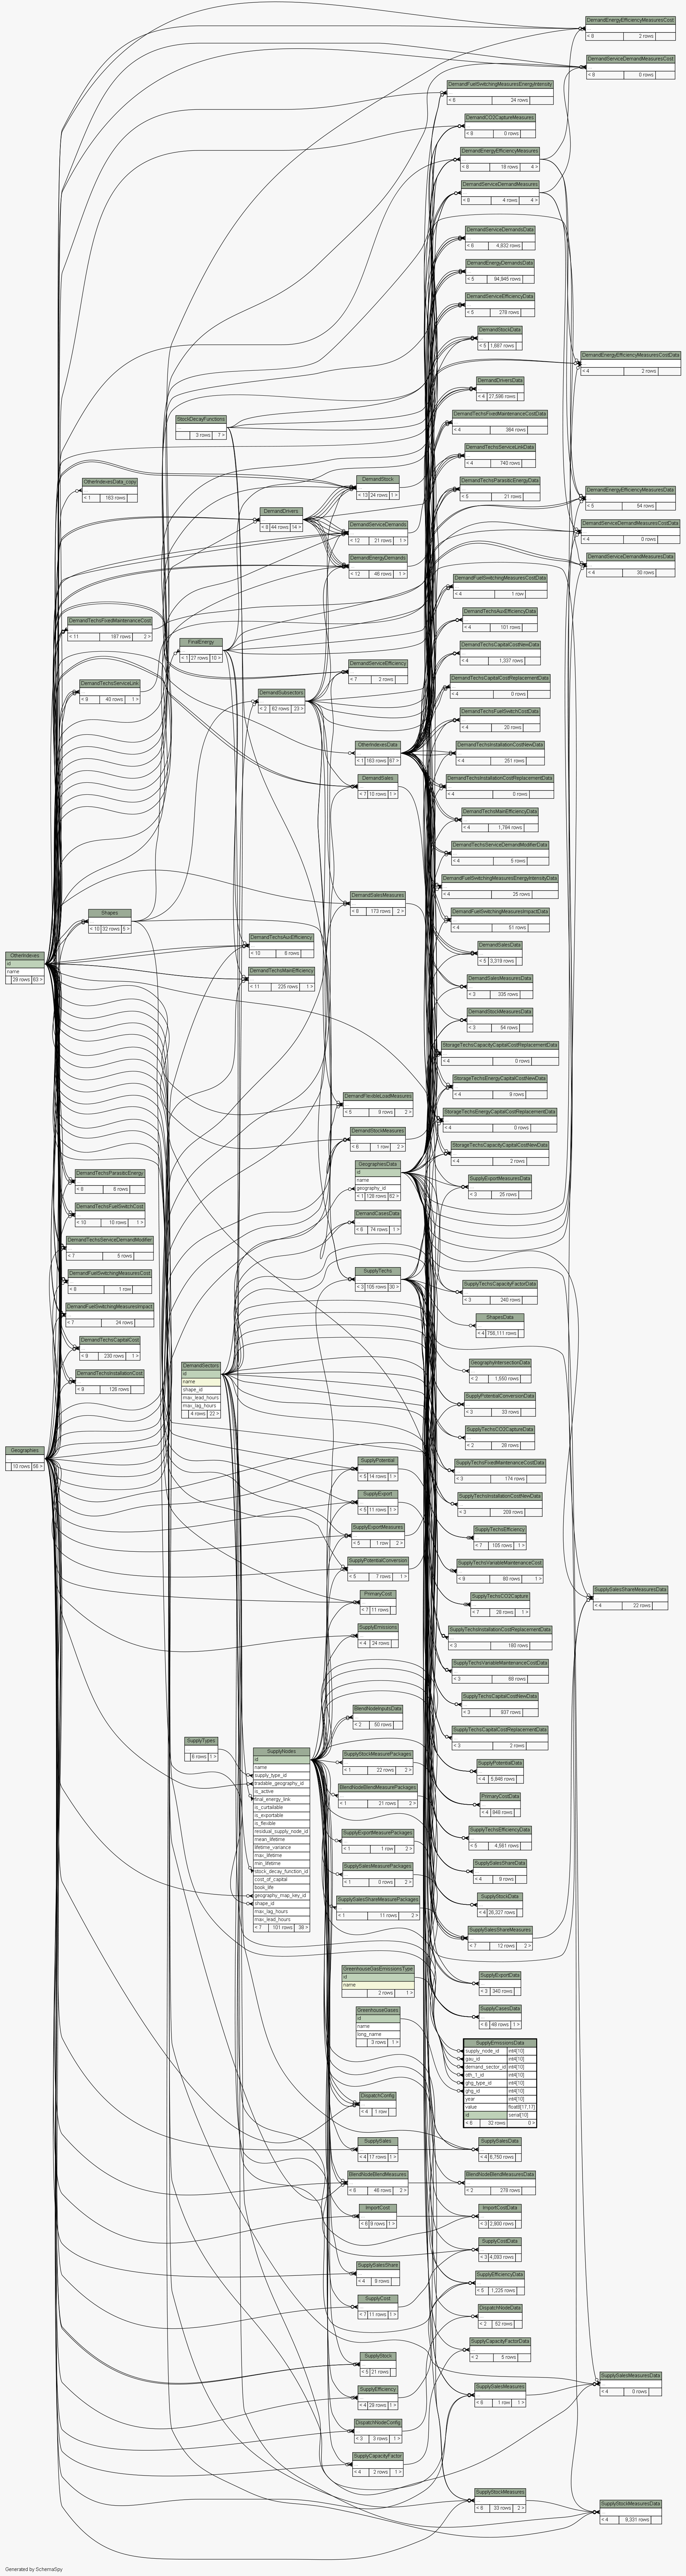 DemandEnergyEfficiencyMeasuresCost
< 8 2 rows
DemandServiceDemandMeasuresCost
< 8 0 rows
DemandFuelSwitchingMeasuresEnergyIntensity
< 8 24 rows
DemandCO2CaptureMeasures
< 8 0 rows
DemandEnergyEfficiencyMeasures
< 8 18 rows 4 >
DemandServiceDemandMeasures
< 8 4 rows 4 >
DemandServiceDemandsData
< 6 4,832 rows
DemandEnergyDemandsData
< 5 94,945 rows
DemandServiceEfficiencyData
< 5 278 rows
DemandStockData
< 5
DemandEnergyEfficiencyMeasuresCostData
< 4 2 rows
DemandDriversData
< 4 27,596 rows
StockDecayFunctions
3 rows 7 >
DemandTechsFixedMaintenanceCostData
< 4 364 rows
DemandTechsServiceLinkData
< 4 740 rows
OtherIndexesData_copy
< 1 163 rows
DemandStock
< 13 24 rows 1 >
DemandTechsParasiticEnergyData
< 5 21 rows
DemandEnergyEfficiencyMeasuresData
< 5 54 rows
DemandDrivers
< 8 44 rows 14 >
DemandServiceDemands
< 12 21 rows 1 >
DemandServiceDemandMeasuresCostData
< 4 0 rows
DemandEnergyDemands
< 12 46 rows 1 >
DemandServiceDemandMeasuresData
< 4 30 rows
DemandFuelSwitchingMeasuresCostData
< 4 1 row
DemandTechsFixedMaintenanceCost
< 11 187 rows 2 >
DemandTechsAuxEfficiencyData
< 4 101 rows
FinalEnergy
< 1 27 rows 10 >
DemandTechsCapitalCostNewData
< 4 1,337 rows
DemandServiceEfficiency
< 7 2 rows
DemandTechsServiceLink
< 9 40 rows 1 >
DemandSubsectors
< 2 62 rows 23 >
DemandTechsCapitalCostReplacementData
< 4 0 rows
DemandTechsFuelSwitchCostData
< 4 20 rows
OtherIndexesData
< 1 163 rows 67 >
DemandTechsInstallationCostNewData
< 4 251 rows
DemandSales
< 7 10 rows 1 >
DemandTechsInstallationCostReplacementData
< 4 0 rows
DemandTechsMainEfficiencyData
< 4 1,794 rows
DemandTechsServiceDemandModifierData
< 4 5 rows
DemandFuelSwitchingMeasuresEnergyIntensityData
< 4 25 rows
DemandSalesMeasures
< 8 173 rows 2 >
Shapes
< 10 32 rows 5 >
DemandFuelSwitchingMeasuresImpactData
< 4 51 rows
DemandTechsAuxEfficiency
< 10 6 rows
DemandSalesData
< 5 3,319 rows
OtherIndexes
id
name
29 rows 83 >
DemandTechsMainEfficiency
< 11 225 rows 1 >
DemandSalesMeasuresData
< 3 335 rows
DemandStockMeasuresData
< 3 54 rows
StorageTechsCapacityCapitalCostReplacementData
< 4 0 rows
StorageTechsEnergyCapitalCostNewData
< 4 9 rows
DemandFlexibleLoadMeasures
< 5 9 rows 2 >
StorageTechsEnergyCapitalCostReplacementData
< 4 0 rows
DemandStockMeasures
< 6 1 row 2 >
StorageTechsCapacityCapitalCostNewData
< 4 2 rows
GeographiesData
id
name
geography_id
< 1 128 rows 82 >
DemandTechsParasiticEnergy
< 8 8 rows
SupplyExportMeasuresData
< 3 25 rows
DemandTechsFuelSwitchCost
< 10 10 rows 1 >
DemandCasesData
< 6 74 rows 1 >
DemandTechsServiceDemandModifier
< 7 5 rows
DemandFuelSwitchingMeasuresCost
< 8 1 row
SupplyTechs
< 3 105 rows 30 >
SupplyTechsCapacityFactorData
< 3 240 rows
DemandFuelSwitchingMeasuresImpact
< 7 24 rows
ShapesData
< 4 756,111 rows
DemandTechsCapitalCost
< 9 230 rows 1 >
DemandSectors
id
name
shape_id
max_lead_hours
max_lag_hours
4 rows 22 >
GeographyIntersectionData
< 2 1,550 rows
DemandTechsInstallationCost
< 9 126 rows
SupplyPotentialConversionData
< 3 33 rows
SupplyTechsCO2CaptureData
< 2 28 rows
Geographies
10 rows 56 >
SupplyPotential
< 5 14 rows 1 >
SupplyTechsFixedMaintenanceCostData
< 3 174 rows
SupplyExport
< 5 11 rows 1 >
SupplyTechsInstallationCostNewData
< 3 209 rows
SupplyExportMeasures
< 5 1 row 2 >
SupplyTechsEfficiency
< 7 105 rows 1 >
SupplyPotentialConversion
< 5 7 rows 1 >
SupplyTechsVariableMaintenanceCost
< 9 80 rows 1 >
PrimaryCost
< 7 11 rows
SupplyTechsCO2Capture
< 7 28 rows 1 >
SupplySalesShareMeasuresData
< 4 22 rows
SupplyEmissions
< 4 24 rows
SupplyTechsInstallationCostReplacementData
< 3 180 rows
SupplyTechsVariableMaintenanceCostData
< 3 88 rows
SupplyTechsCapitalCostNewData
< 3 937 rows
BlendNodeInputsData
< 2 50 rows
SupplyTechsCapitalCostReplacementData
< 3 2 rows
SupplyTypes
6 rows 1 >
SupplyNodes
id
name
supply_type_id
tradable_geography_id
is_active
final_energy_link
is_curtailable
is_exportable
is_flexible
residual_supply_node_id
mean_lifetime
lifetime_variance
max_lifetime
min_lifetime
stock_decay_function_id
cost_of_capital
book_life
geography_map_key_id
shape_id
max_lag_hours
max_lead_hours
< 7 101 rows 38 >
SupplyStockMeasurePackages
< 1 22 rows 2 >
SupplyPotentialData
< 4 5,846 rows
BlendNodeBlendMeasurePackages
< 1 21 rows 2 >
PrimaryCostData
< 4 946 rows
SupplyExportMeasurePackages
< 1 1 row 2 >
SupplyTechsEfficiencyData
< 5 4,661 rows
SupplySalesMeasurePackages
< 1 0 rows 2 >
SupplySalesShareData
< 4 9 rows
SupplySalesShareMeasurePackages
< 1 11 rows 2 >
SupplyStockData
< 4 26,327 rows
SupplySalesShareMeasures
< 7 12 rows 2 >
GreenhouseGasEmissionsType
id
name
2 rows 1 >
SupplyExportData
< 3 340 rows
GreenhouseGases
id
name
long_name
3 rows 1 >
SupplyCasesData
< 6 48 rows 1 >
SupplyEmissionsData
supply_node_id int4[10]
gau_id int4[10]
demand_sector_id int4[10]
oth_1_id int4[10]
ghg_type_id int4[10]
ghg_id int4[10]
year int4[10]
value float8[17,17]
id serial[10]
< 6 32 rows 0 >
DispatchConfig
< 4 1 row
SupplySales
< 4 17 rows 1 >
SupplySalesData
< 4 6,750 rows
BlendNodeBlendMeasures
< 6 46 rows 2 >
BlendNodeBlendMeasuresData
< 2 278 rows
ImportCost
< 6 9 rows 1 >
ImportCostData
< 3 2,600 rows
SupplyCostData
< 3 4,093 rows
SupplySalesShare
< 4 9 rows
SupplyEfficiencyData
< 5 1,225 rows
SupplyCost
< 7 11 rows 1 >
DispatchNodeData
< 2 52 rows
SupplyStock
< 5 21 rows
SupplyCapacityFactorData
< 2 5 rows
SupplyEfficiency
< 4 29 rows 1 >
SupplySalesMeasures
< 8 1 row 1 >
SupplySalesMeasuresData
< 4 0 rows
DispatchNodeConfig
< 3 3 rows 1 >
SupplyCapacityFactor
< 4 2 rows 1 >
SupplyStockMeasures
< 6 33 rows 2 >
SupplyStockMeasuresData
< 4 9,331 rows
Generated by SchemaSpy